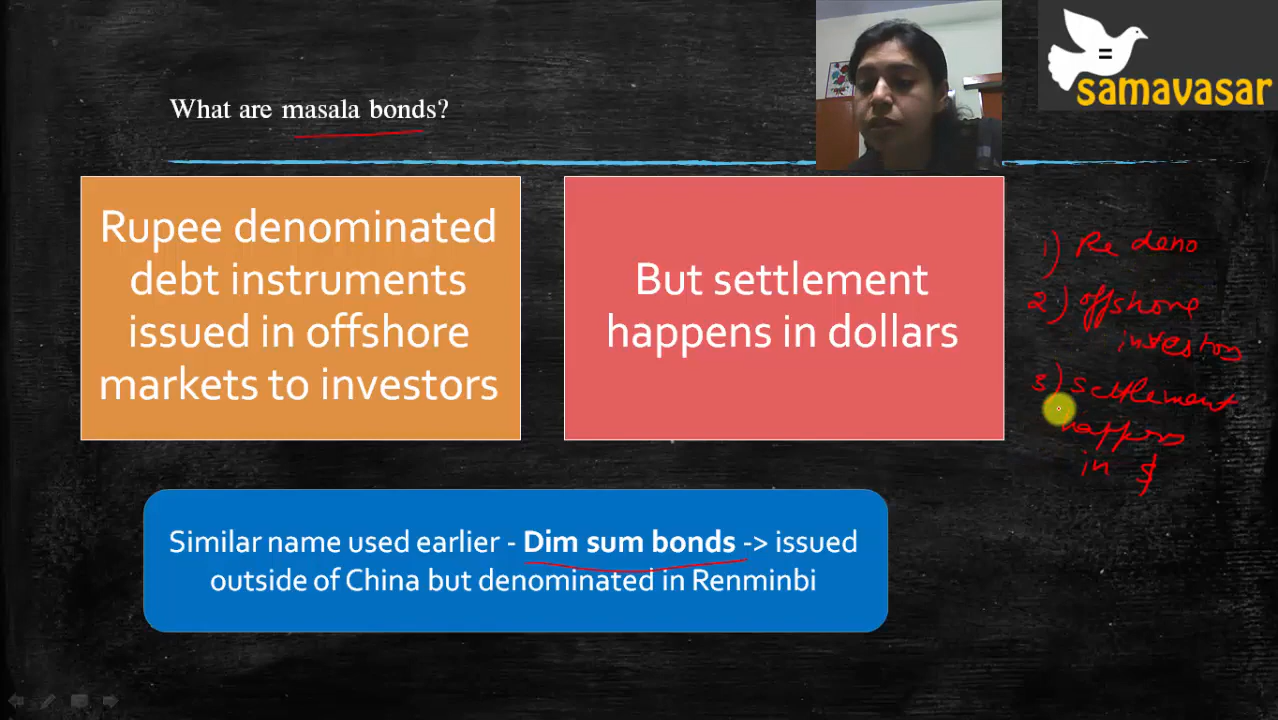 =
samavasar
What are masala bonds?
Rupee denominated
debt instruments
issued in offshore
markets to investors
But settlement
happens in dollars
1) Re deno
2) offshore
investors
3) Settlement
happens
in $
Similar name used earlier - Dim sum bonds -> issued
outside of China but denominated in Renminbi